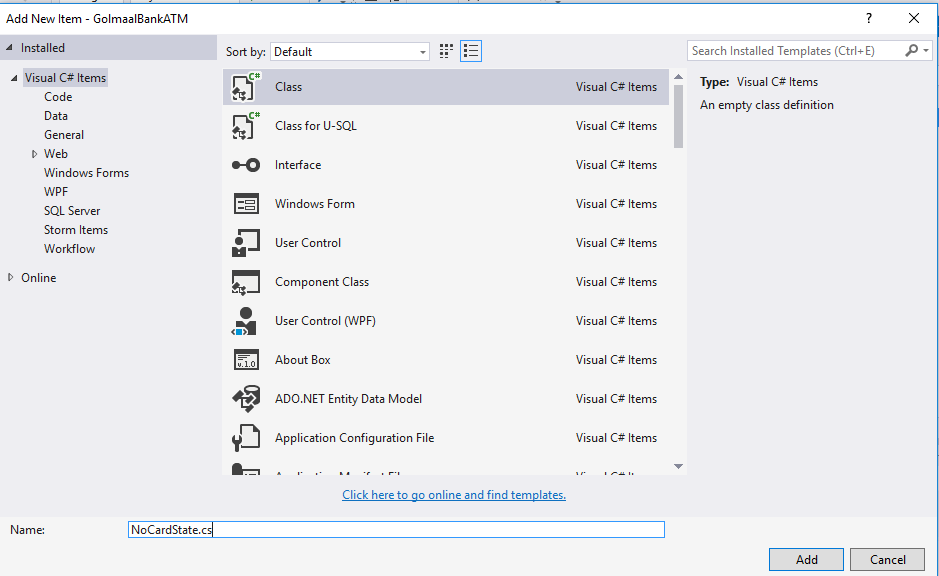 Add New Item - GolmaalBankATM
?
Installed
Sort by: Default
Search Installed Templates (Ctrl+E)
Visual C# Items
Code
Data
General
Web
Windows Forms
WPF
SQL Server
Storm Items
Workflow
Online
C# Class Visual C# Items
C# Class for U-SQL Visual C# Items
Interface Visual C# Items
Windows Form Visual C# Items
User Control Visual C# Items
Component Class Visual C# Items
User Control (WPF) Visual C# Items
v.1.0 About Box Visual C# Items
ADO.NET Entity Data Model Visual C# Items
Application Configuration File Visual C# Items
Type: Visual C# Items
An empty class definition
Click here to go online and find templates.
Name: NoCardState.cs
Add Cancel